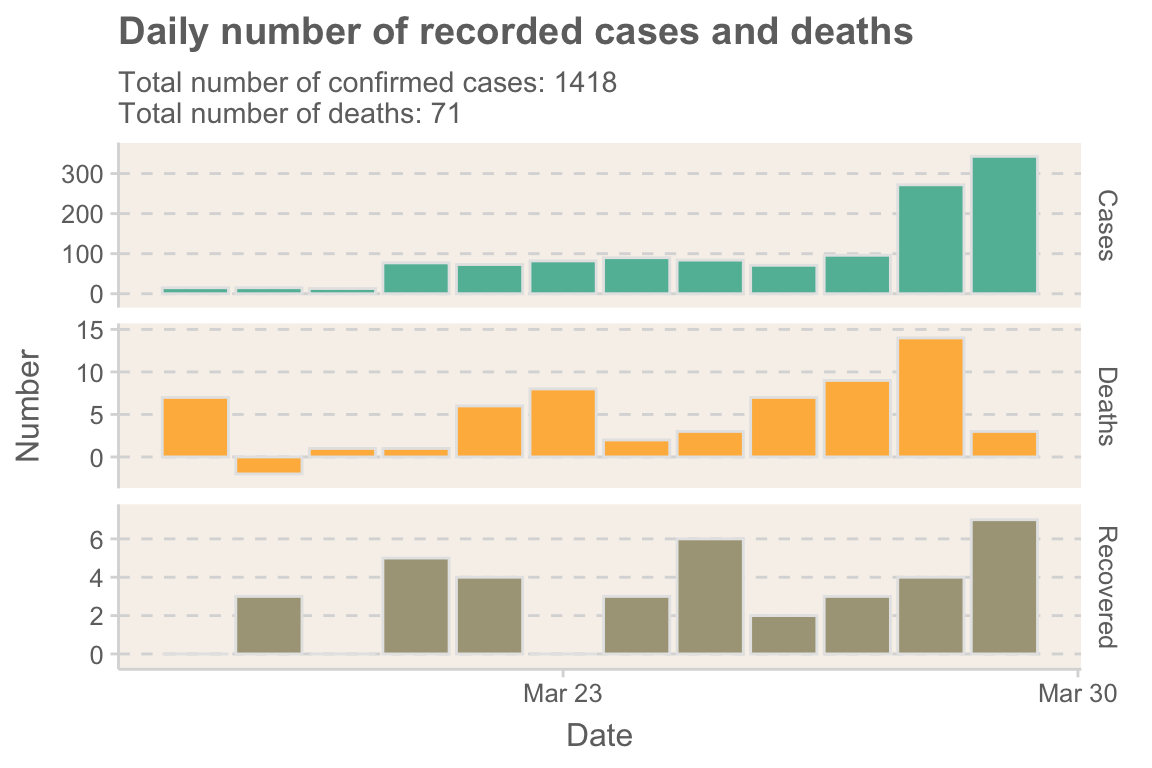 Daily number of recorded cases and deaths
Total number of confirmed cases: 1418
Total number of deaths: 71
300
200
100
0
Cases
15
10
5
0
Deaths
Number
6
4
2
0
Recovered
Mar 23
Mar 30
Date